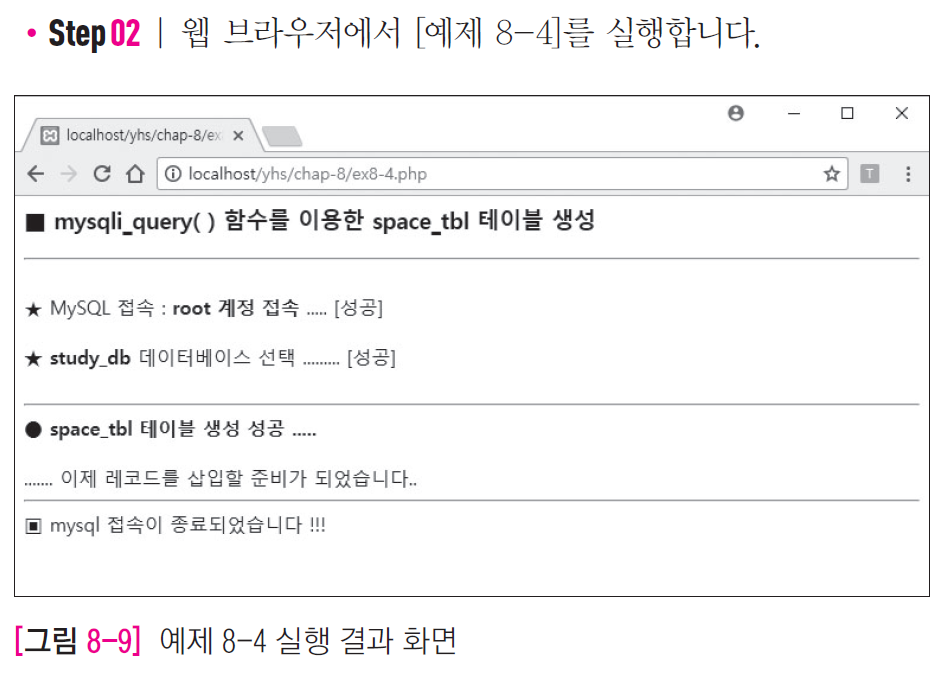 • Step 02 | 웹 브라우저에서 [예제 8-4]를 실행합니다.
localhost/yhs/chap-8/ex
localhost/yhs/chap-8/ex8-4.php
T
■ mysqli_query( ) 함수를 이용한 space_tbl 테이블 생성
★ MySQL 접속 : root 계정 접속 ..... [성공]
★ study_db 데이터베이스 선택 ......... [성공]
● space_tbl 테이블 생성 성공 .....
....... 이제 레코드를 삽입할 준비가 되었습니다..
▣ mysql 접속이 종료되었습니다 !!!
[그림 8-9] 예제 8-4 실행 결과 화면